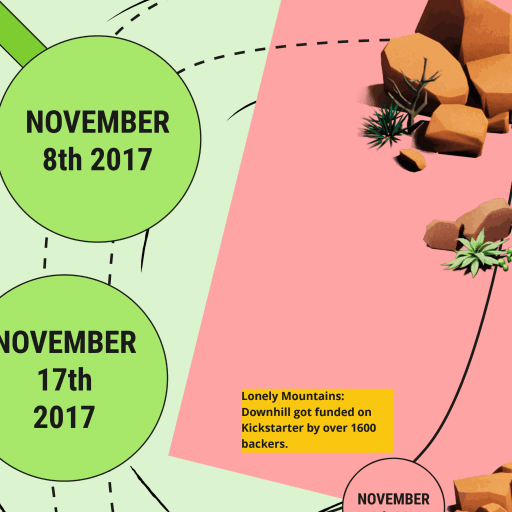 NOVEMBER
8th 2017
NOVEMBER
17th
2017
Lonely Mountains:
Downhill got funded on
Kickstarter by over 1600
backers.
NOVEMBER